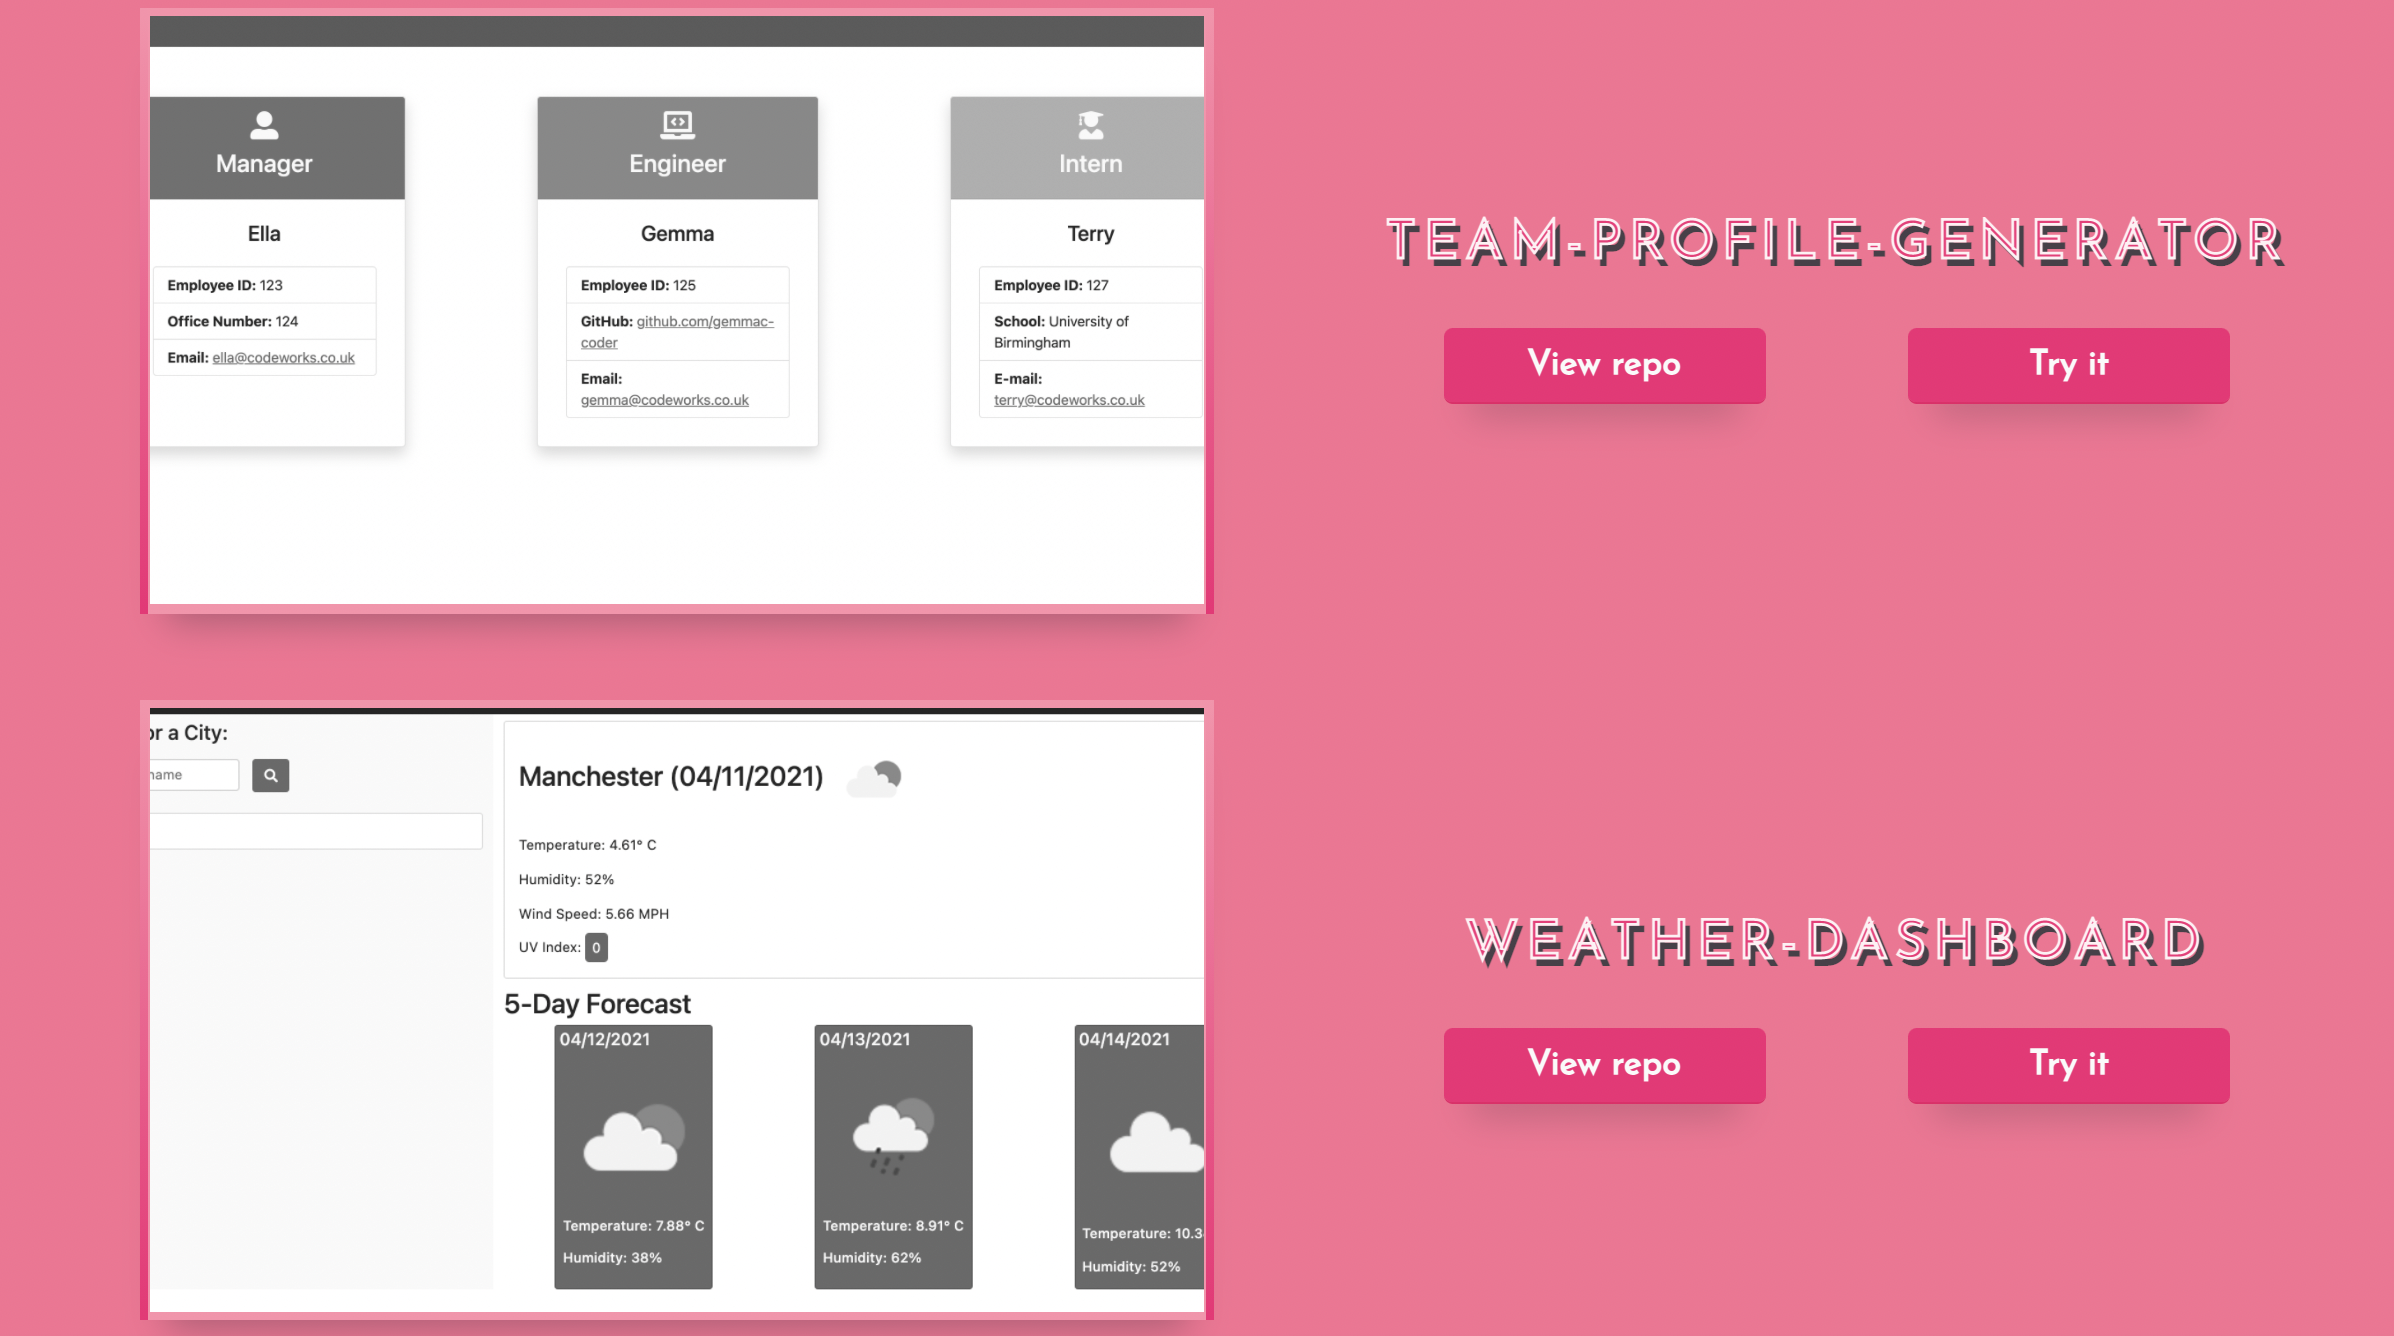 Manager
Ella
Employee ID: 123
Office Number: 124
Email: ella@codeworks.co.uk
Engineer
Gemma
Employee ID: 125
GitHub: github.com/gemmac-
coder
Email:
gemma@codeworks.co.uk
Intern
Terry
Employee ID: 127
School: University of
Birmingham
E-mail:
terry@codeworks.co.uk
TEAM-PROFILE-GENERATOR
View repo
Try it
or a City:
name
Manchester (04/11/2021)
Temperature: 4.61° C
Humidity: 52%
Wind Speed: 5.66 MPH
UV Index: 0
5-Day Forecast
04/12/2021
Temperature: 7.88° C
Humidity: 38%
04/13/2021
Temperature: 8.91° C
Humidity: 62%
04/14/2021
Temperature: 10.3
Humidity: 52%
WEATHER-DASHBOARD
View repo
Try it